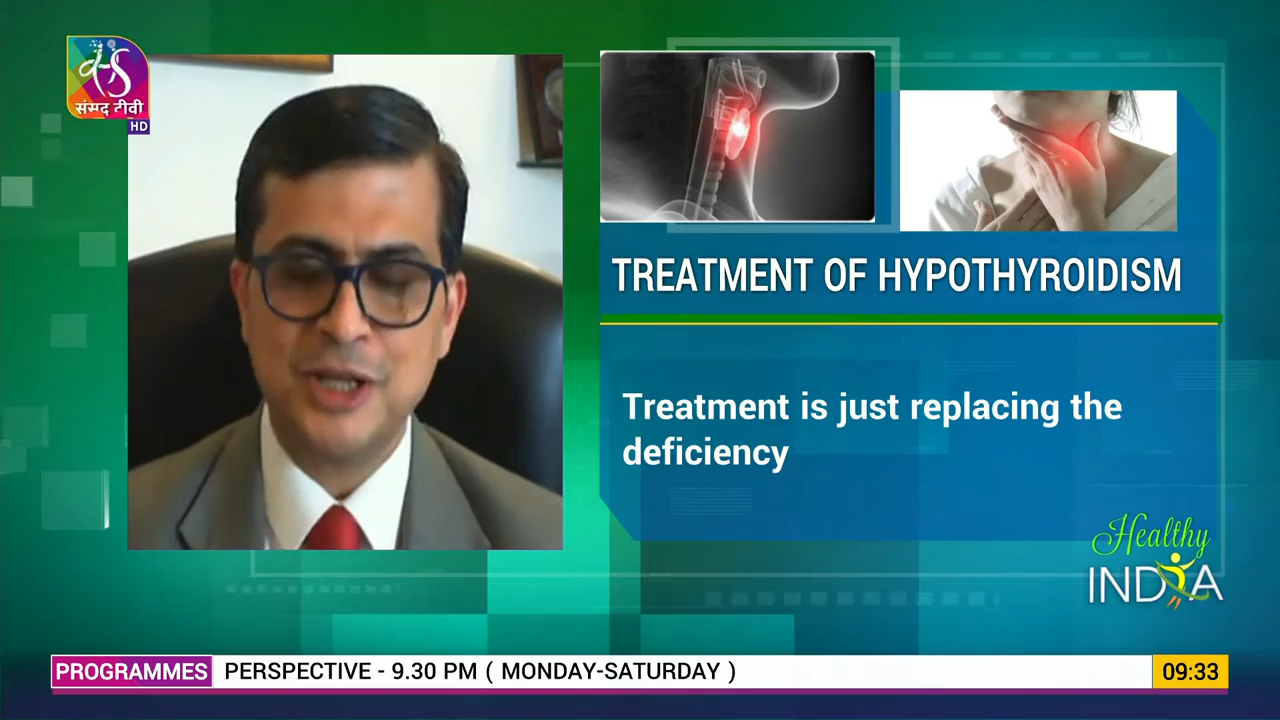 संसद टीवी
HD
TREATMENT OF HYPOTHYROIDISM
Treatment is just replacing the
deficiency
Healthy
INDIA
PROGRAMMES PERSPECTIVE - 9.30 PM ( MONDAY-SATURDAY ) 09:33